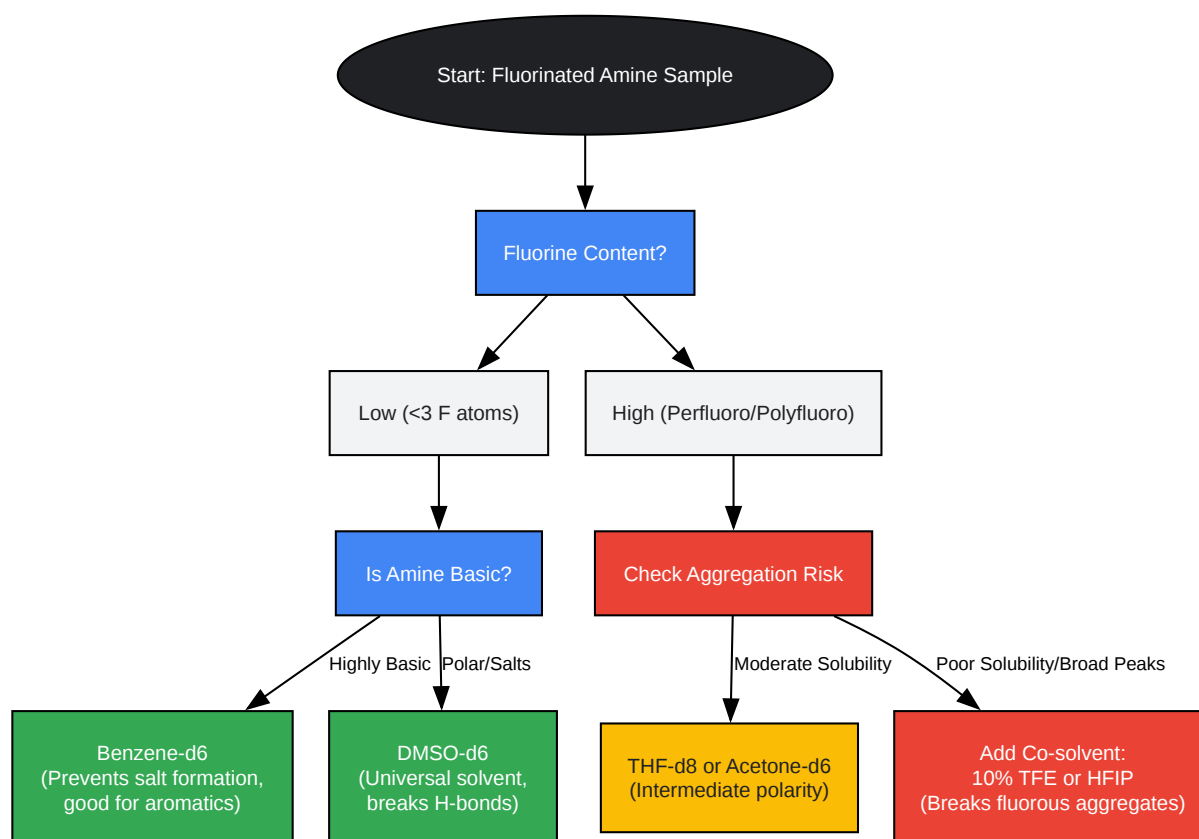 Start: Fluorinated Amine Sample
Fluorine Content?
Low (<3 F atoms)
High (Perfluoro/Polyfluoro)
Is Amine Basic?
Check Aggregation Risk
Highly Basic
Polar/Salts
Moderate Solubility
Poor Solubility/Broad Peaks
Benzene-d6
(Prevents salt formation,
good for aromatics)
DMSO-d6
(Universal solvent,
breaks H-bonds)
THF-d8 or Acetone-d6
(Intermediate polarity)
Add Co-solvent:
10% TFE or HFIP
(Breaks fluorous aggregates)